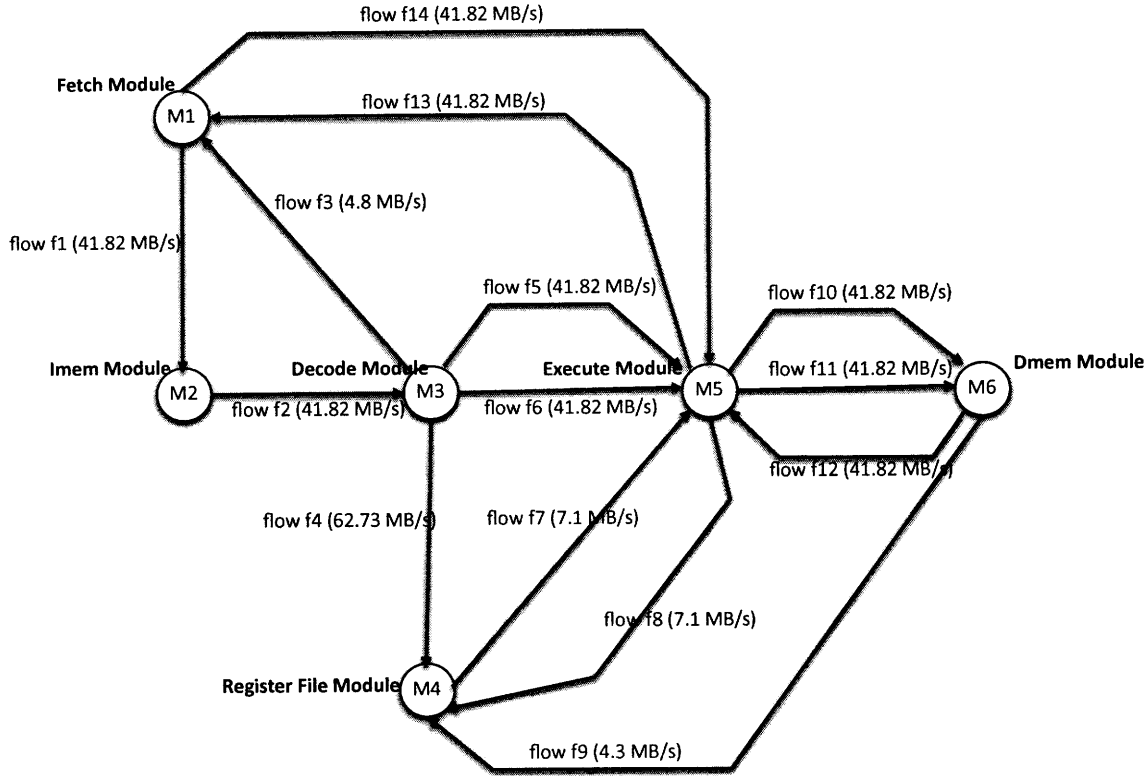 flow f14 (41.82 MB/s)
Fetch Module
flow f13 (41.82 MB/s)
M1
flow f3 (4.8 MB/s)
flow f1 (41.82 MB/s)
flow f5 (41.82 MB/s)
flow f10 (41.82 MB/s)
Imem Module
Decode Module
Execute Module
Dmem Module
flow f11 (41.82 MB/s)
M2
M3
M5
M6
flow f2 (41.82 MB/s)
flow f6 (41.82 MB/s)
flow f12 (41.82 MB/s)
flow f4 (62.73 MB/s)
flow f7 (7.1 MB/s)
flow f8 (7.1 MB/s)
Register File Module
M4
flow f9 (4.3 MB/s)